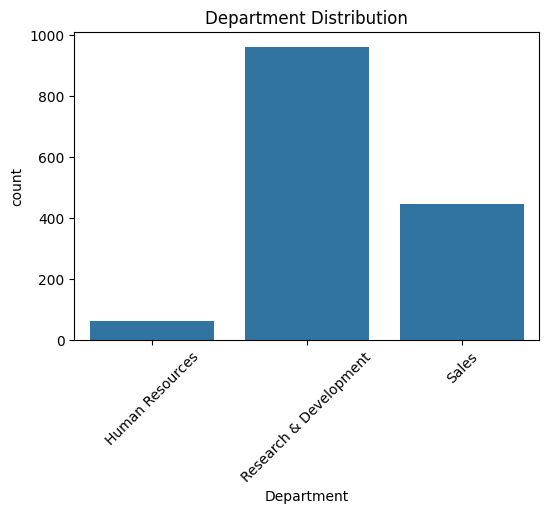 Department Distribution
1000
800
600
400
200
0
count
Human Resources
Research & Development
Sales
Department